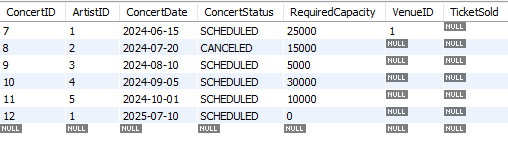 ConcertID ArtistID ConcertDate ConcertStatus RequiredCapacity VenueID TicketSold
7 1 2024-06-15 SCHEDULED 25000 1 NULL
8 2 2024-07-20 CANCELED 15000 NULL NULL
9 3 2024-08-10 SCHEDULED 5000 NULL NULL
10 4 2024-09-05 SCHEDULED 30000 NULL NULL
11 5 2024-10-01 SCHEDULED 10000 NULL NULL
12 1 2025-07-10 SCHEDULED 0 NULL NULL
NULL NULL NULL NULL NULL NULL NULL